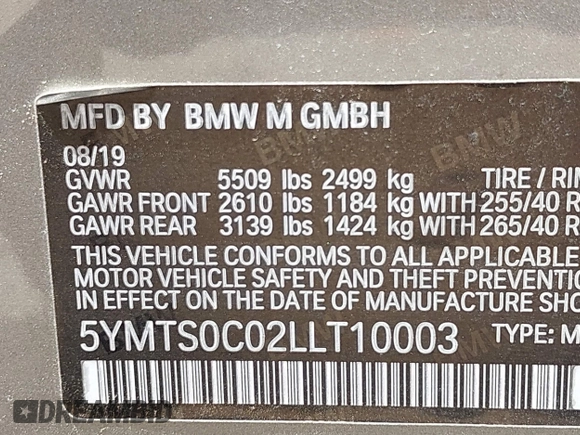 MFD BY BMW M GMBH
08/19
GVWR 5509 lbs 2499 kg TIRE / RI
GAWR FRONT 2610 lbs 1184 kg WITH 255/40 R
GAWR REAR 3139 lbs 1424 kg WITH 265/40 R
THIS VEHICLE CONFORMS TO ALL APPLICABLE
MOTOR VEHICLE SAFETY AND THEFT PREVENTIO
IN EFFECT ON THE DATE OF MANUFACTURE SHO
5YMTS0C02LLT10003 TYPE: M
DREAMBID